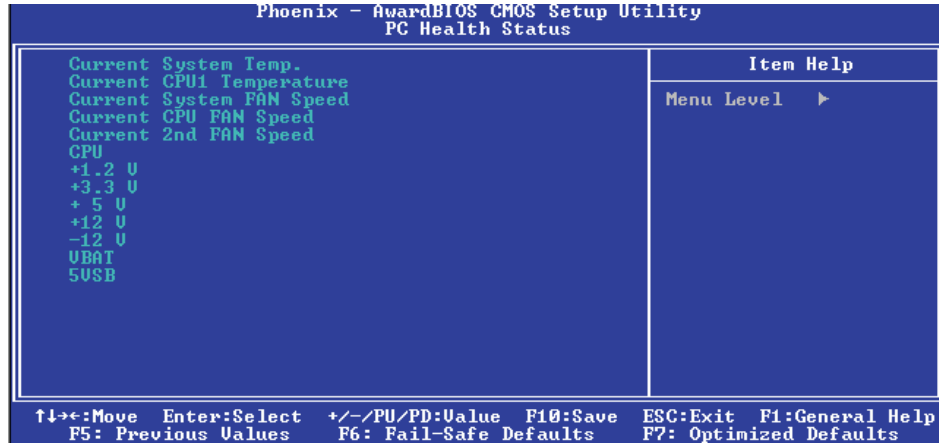 Phoenix - AwardBIOS CMOS Setup Utility
PC Health Status
Current System Temp.
Current CPU1 Temperature
Current System FAN Speed
Current CPU FAN Speed
Current 2nd FAN Speed
CPU
+1.2 V
+3.3 V
+ 5 V
+12 V
-12 V
VBAT
5VSB
Item Help
Menu Level ►
↑↓→←:Move Enter:Select +/-/PU/PD:Value F10:Save ESC:Exit F1:General Help
F5: Previous Values F6: Fail-Safe Defaults F7: Optimized Defaults